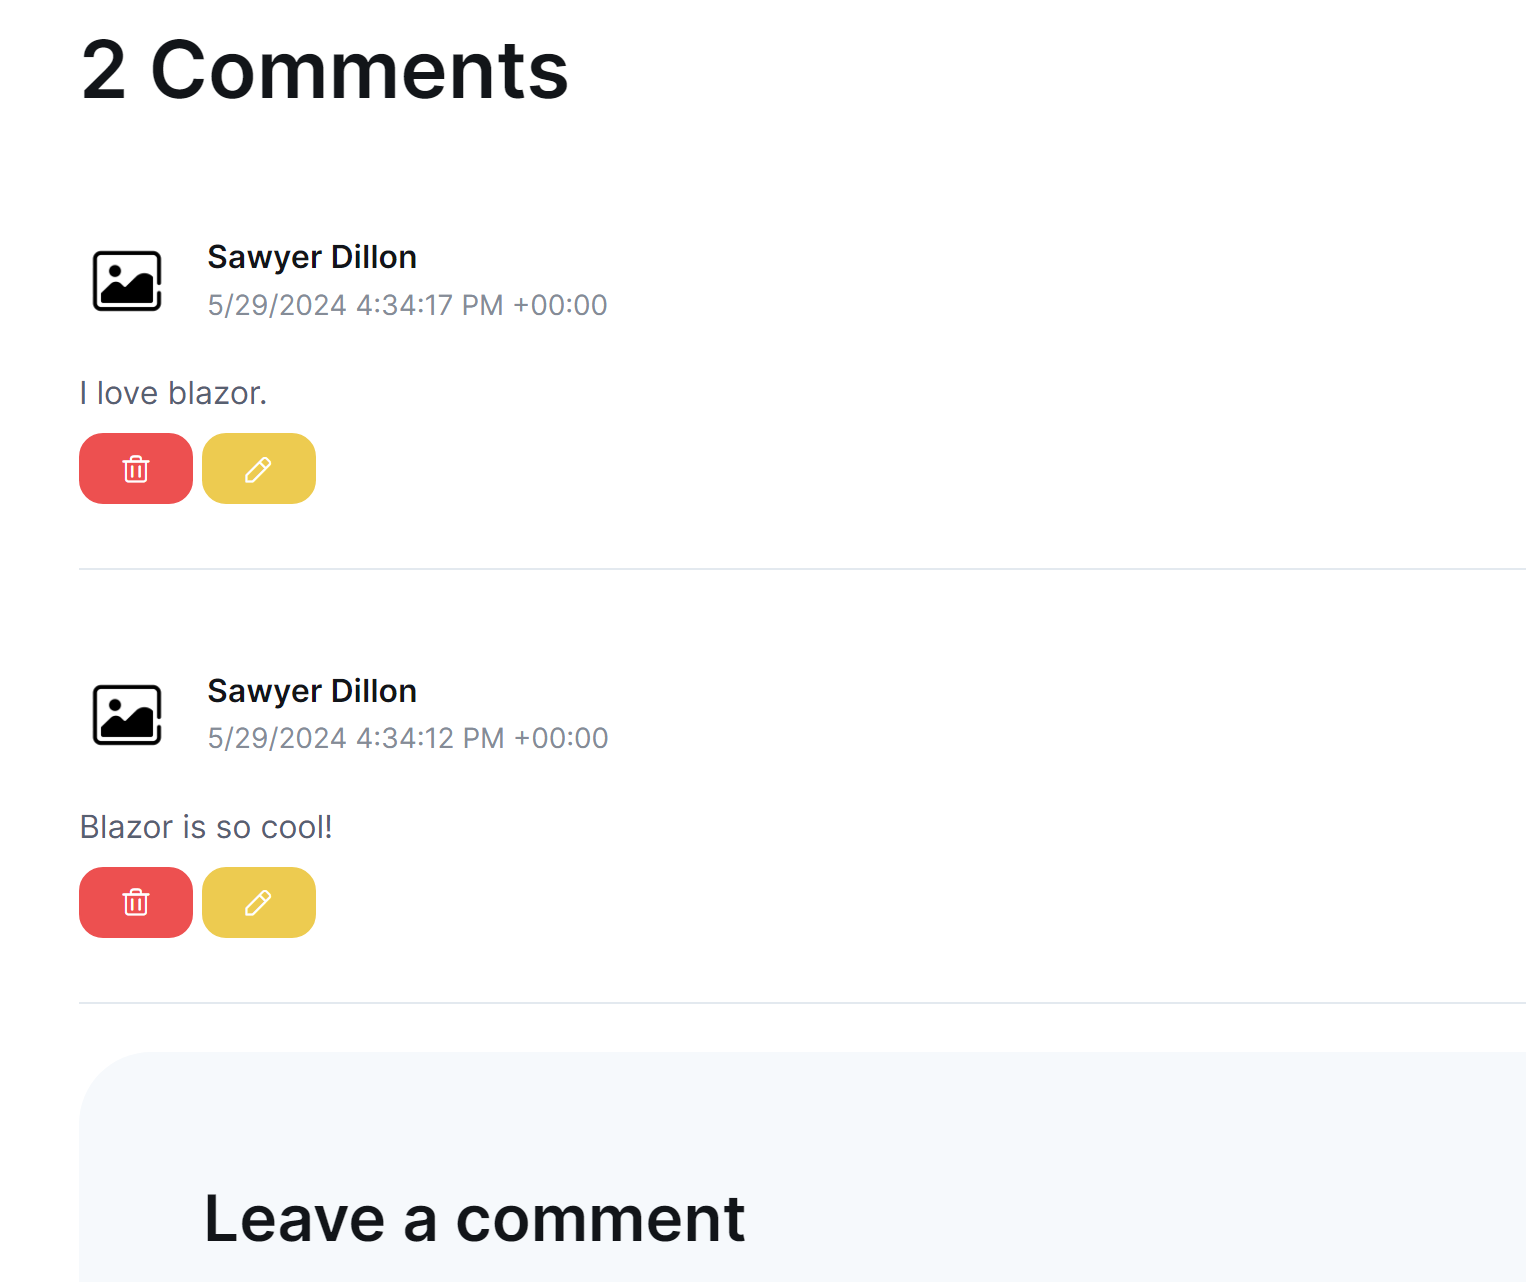 2 Comments
Sawyer Dillon
5/29/2024 4:34:17 PM +00:00
I love blazor.
Sawyer Dillon
5/29/2024 4:34:12 PM +00:00
Blazor is so cool!
Leave a comment